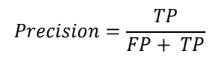 Precision = TP / (FP + TP)